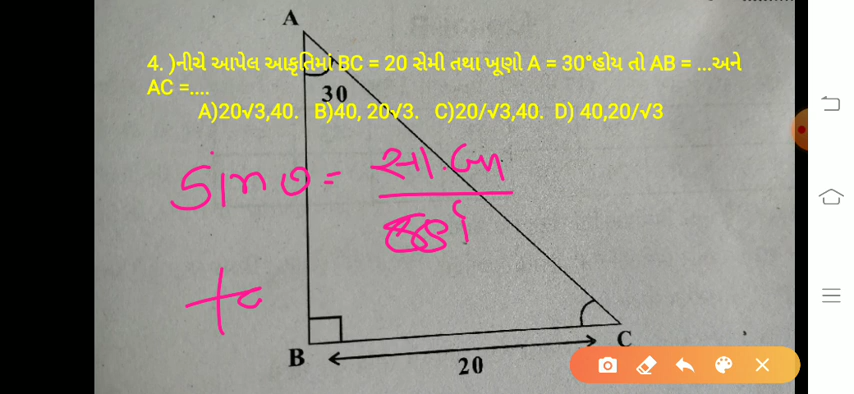 A
4. )નીચે આપેલ આકૃતિમાં BC = 20 સેમી તથા ખૂણો A = 30°હોય તો AB = ...અને
AC =....
30
A)20√3,40. B)40, 20√3. C)20/√3,40. D) 40,20/√3
sin θ = સા.બા
કર્ણ
B
C
20